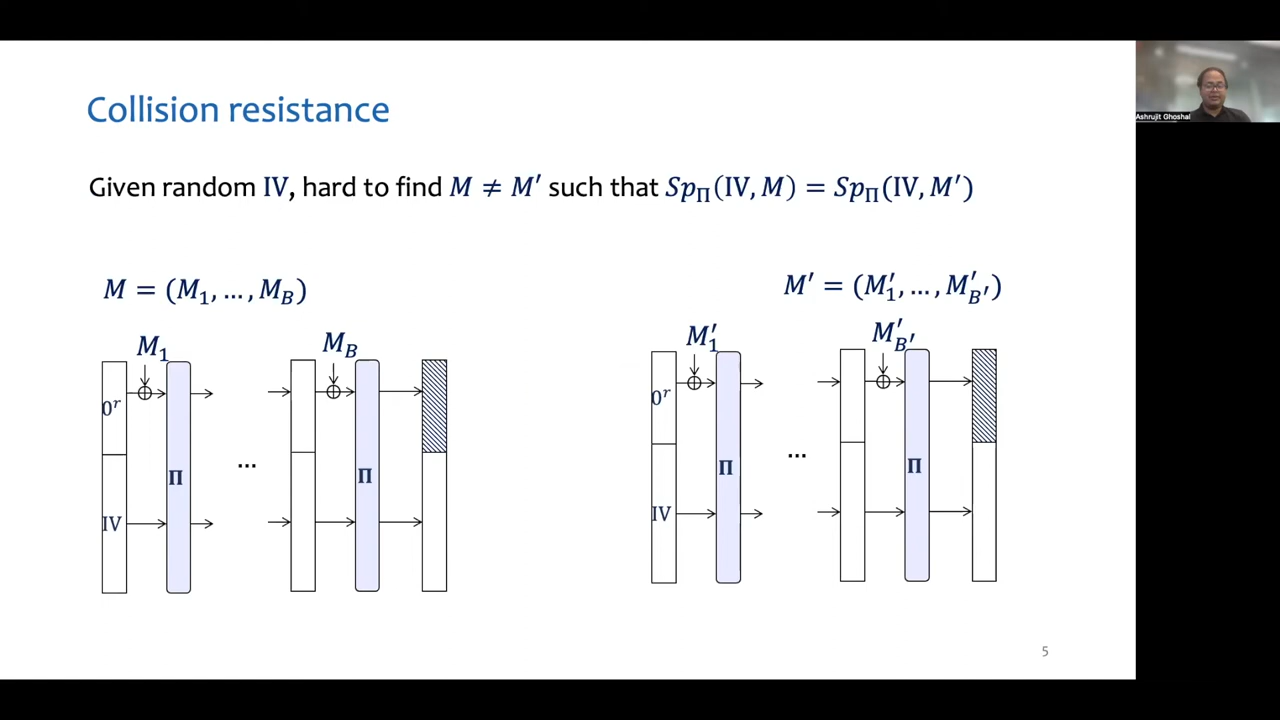 Collision resistance
Given random IV, hard to find M ≠ M′ such that Sp_Π(IV, M) = Sp_Π(IV, M′)
M = (M_1, …, M_B)
M′ = (M′_1, …, M′_B′)
M_1
M_B
M′_1
M′_B′
0^r
0^r
...
...
Π
Π
Π
Π
IV
IV
5
Ashrujit Ghoshal